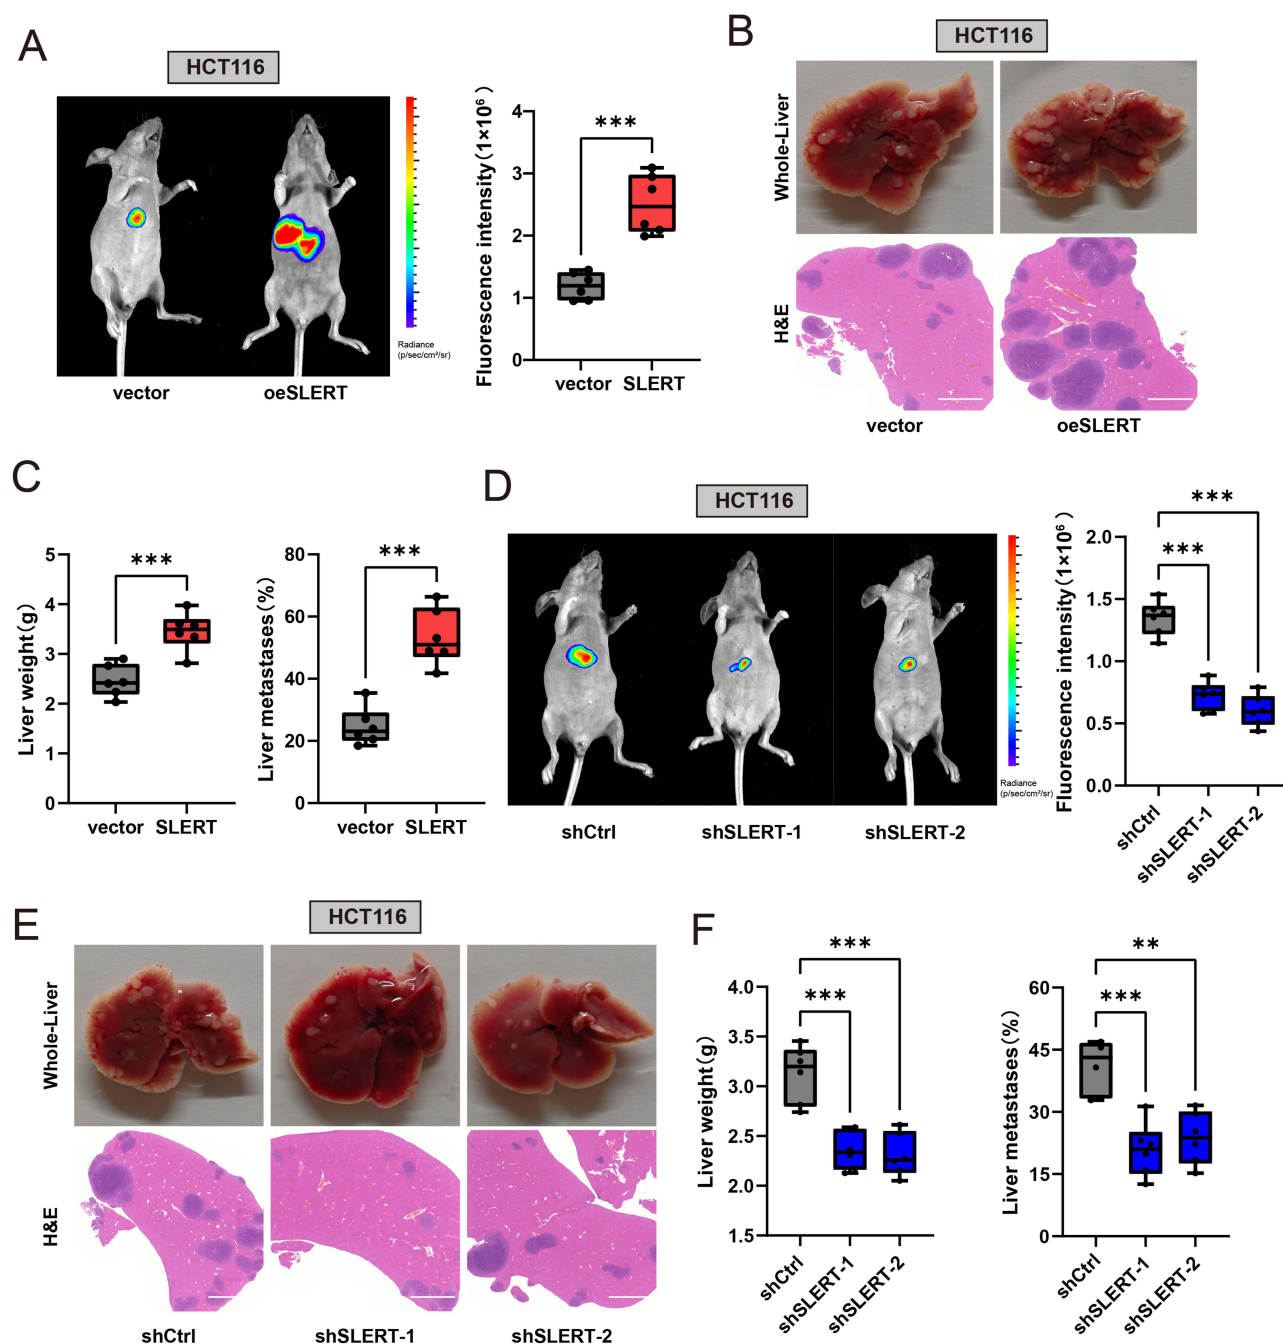 A
HCT116
Radiance
(p/sec/cm²/sr)
vector
oeSLERT
Fluorescence intensity(1×10⁶)
4
3
2
1
0
***
vector
SLERT
B
HCT116
Whole-Liver
H&E
vector
oeSLERT
C
Liver weight(g)
5
4
3
2
1
0
***
vector
SLERT
Liver metastases(%)
80
60
40
20
0
***
vector
SLERT
D
HCT116
Radiance
(p/sec/cm²/sr)
shCtrl
shSLERT-1
shSLERT-2
Fluorescence intensity(1×10⁶)
2.0
1.5
1.0
0.5
0.0
***
***
shCtrl
shSLERT-1
shSLERT-2
E
HCT116
Whole-Liver
H&E
shCtrl
shSLERT-1
shSLERT-2
F
Liver weight(g)
4.0
3.5
3.0
2.5
2.0
1.5
***
***
shCtrl
shSLERT-1
shSLERT-2
Liver metastases(%)
60
45
30
15
0
**
***
shCtrl
shSLERT-1
shSLERT-2